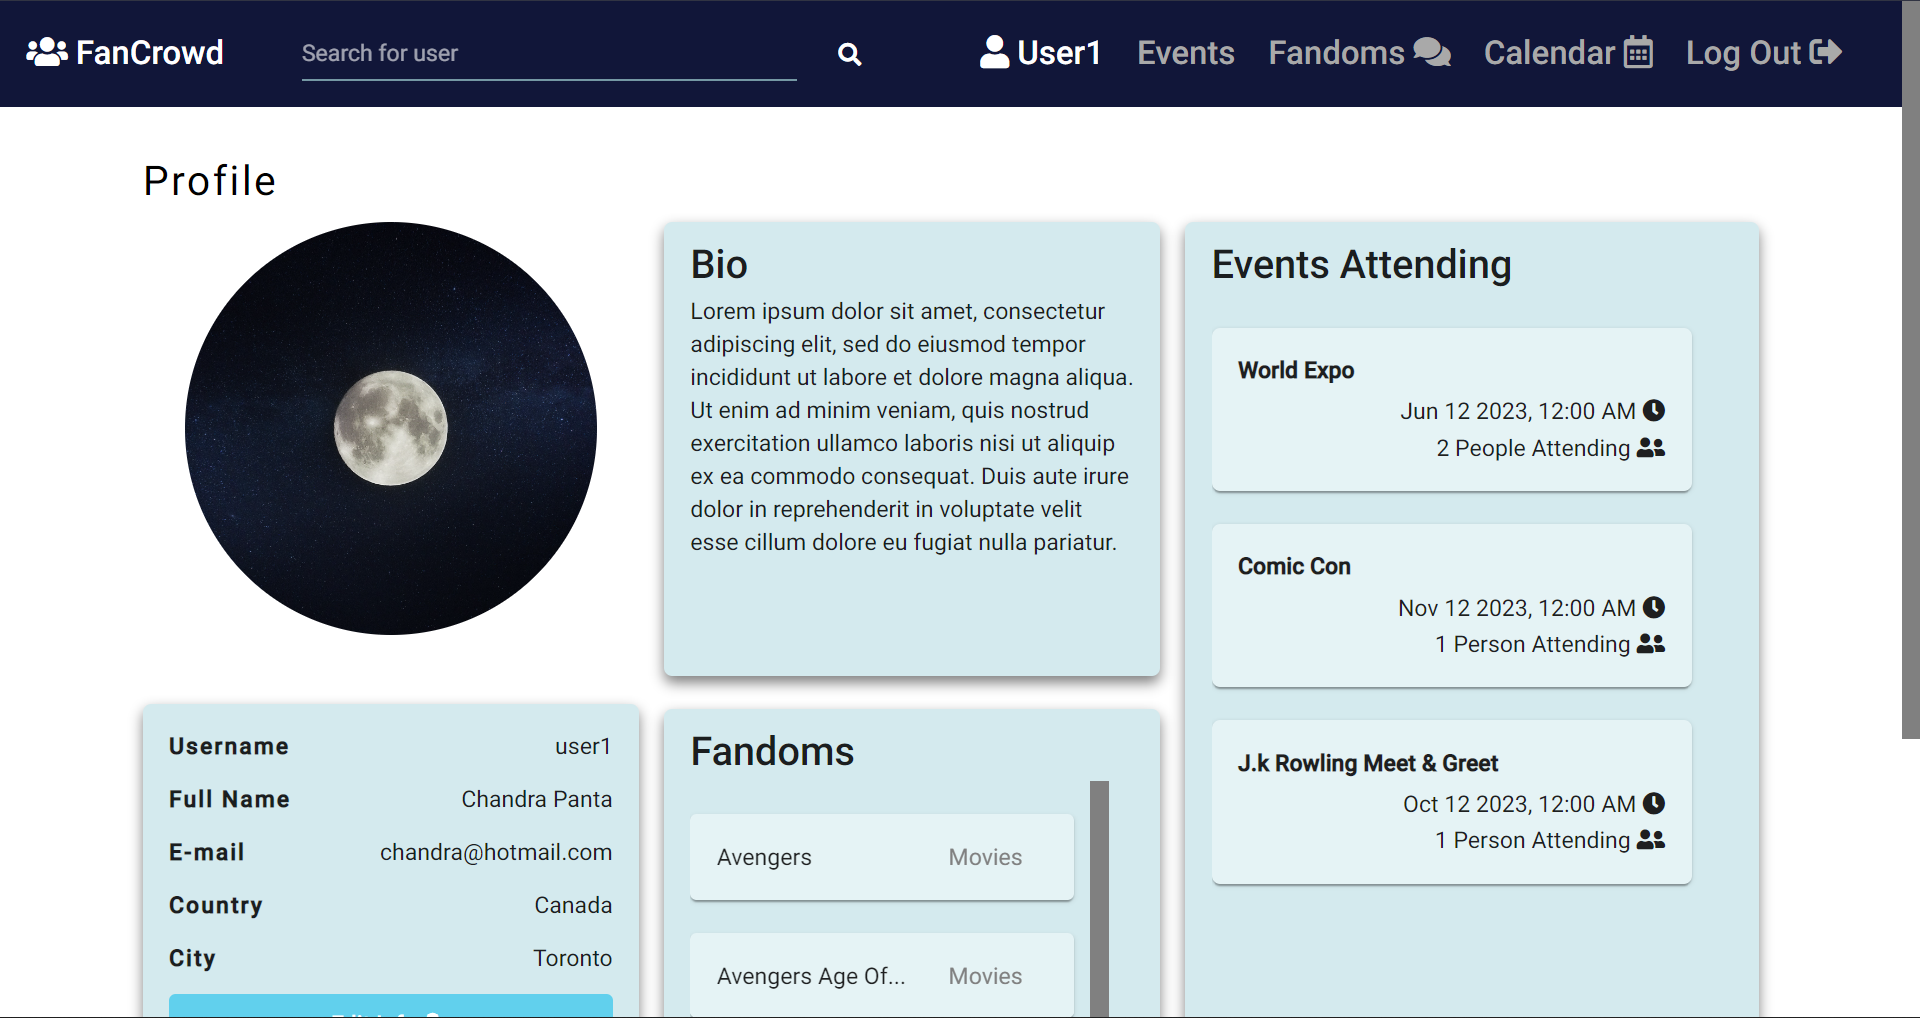 FanCrowd
Search for user
User1
Events
Fandoms
Calendar
Log Out
Profile
Bio
Lorem ipsum dolor sit amet, consectetur
adipiscing elit, sed do eiusmod tempor
incididunt ut labore et dolore magna aliqua.
Ut enim ad minim veniam, quis nostrud
exercitation ullamco laboris nisi ut aliquip
ex ea commodo consequat. Duis aute irure
dolor in reprehenderit in voluptate velit
esse cillum dolore eu fugiat nulla pariatur.
Events Attending
World Expo
Jun 12 2023, 12:00 AM
2 People Attending
Comic Con
Nov 12 2023, 12:00 AM
1 Person Attending
J.k Rowling Meet & Greet
Oct 12 2023, 12:00 AM
1 Person Attending
Username user1
Full Name Chandra Panta
E-mail chandra@hotmail.com
Country Canada
City Toronto
Fandoms
Avengers Movies
Avengers Age Of... Movies